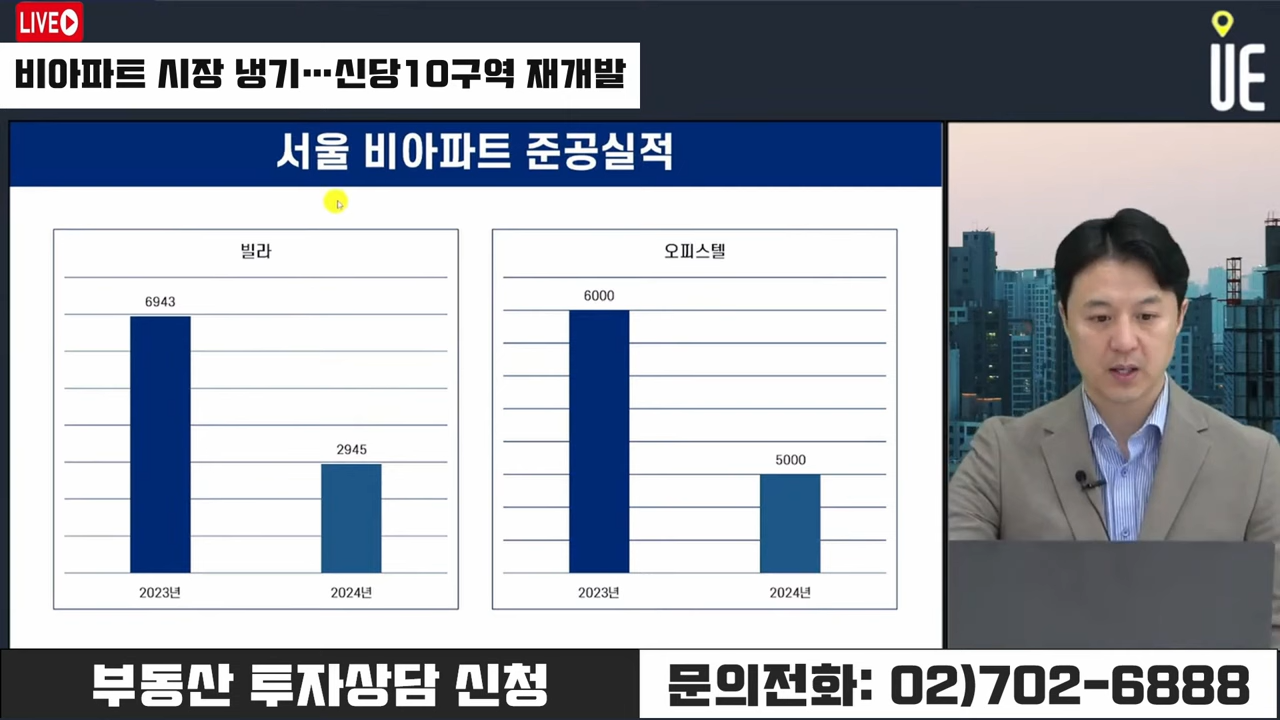 LIVE
비아파트 시장 냉기…신당10구역 재개발
UE
서울 비아파트 준공실적
빌라
6943
2945
2023년
2024년
오피스텔
6000
5000
2023년
2024년
부동산 투자상담 신청
문의전화: 02)702-6888